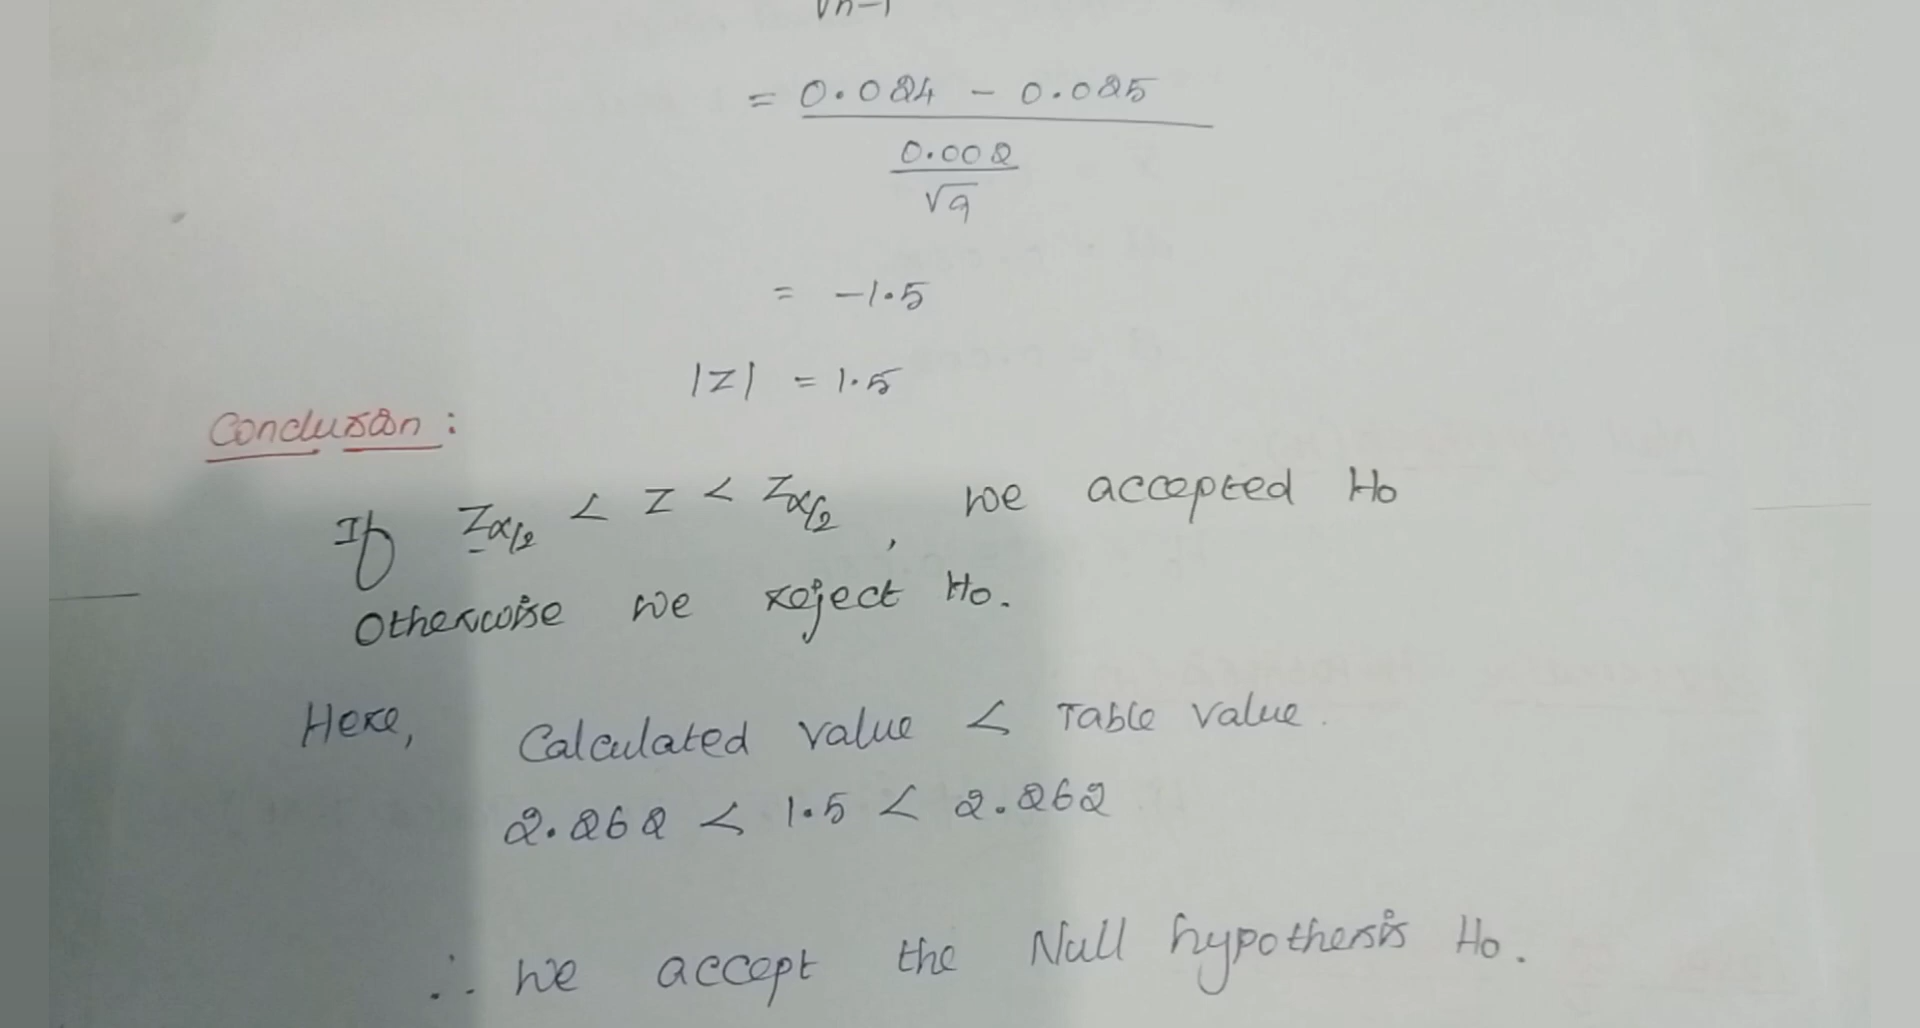 √n-1
= 0.024 - 0.025
0.002
√9
= -1.5
|Z| = 1.5
Conclusion :
If Zα/2 < Z < Zα/2 , we accepted Ho
Otherwise we reject Ho.
Here, Calculated value < Table value.
2.262 < 1.5 < 2.262
∴ We accept the Null hypothesis Ho.